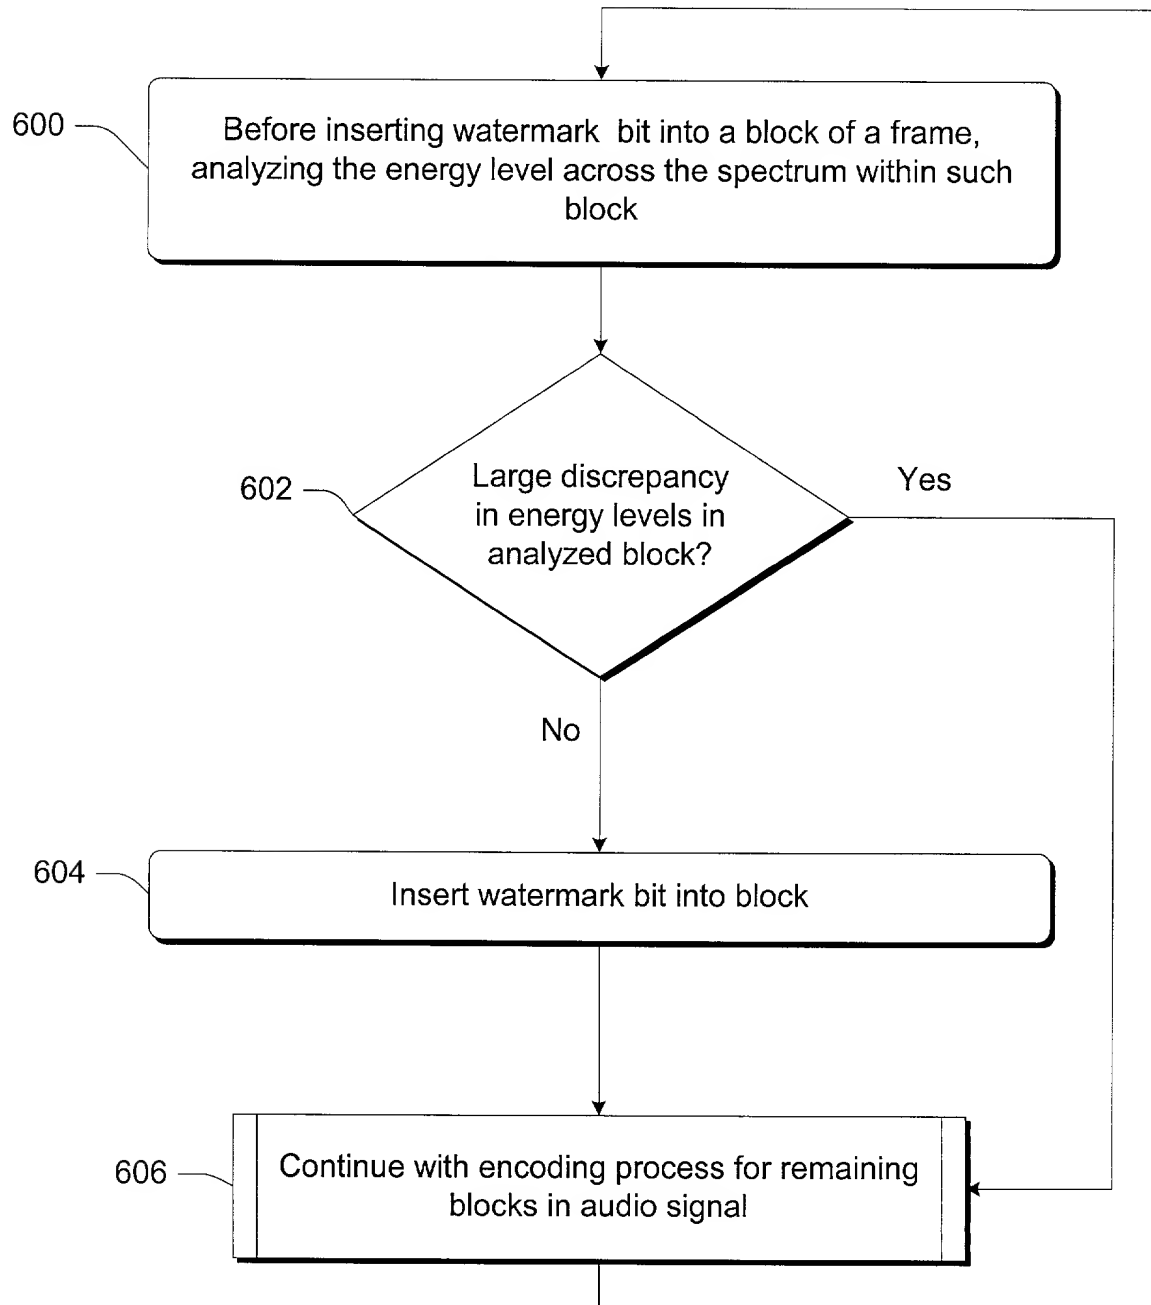 600
Before inserting watermark bit into a block of a frame,
analyzing the energy level across the spectrum within such
block
602
Large discrepancy
in energy levels in
analyzed block?
Yes
No
604
Insert watermark bit into block
606
Continue with encoding process for remaining
blocks in audio signal